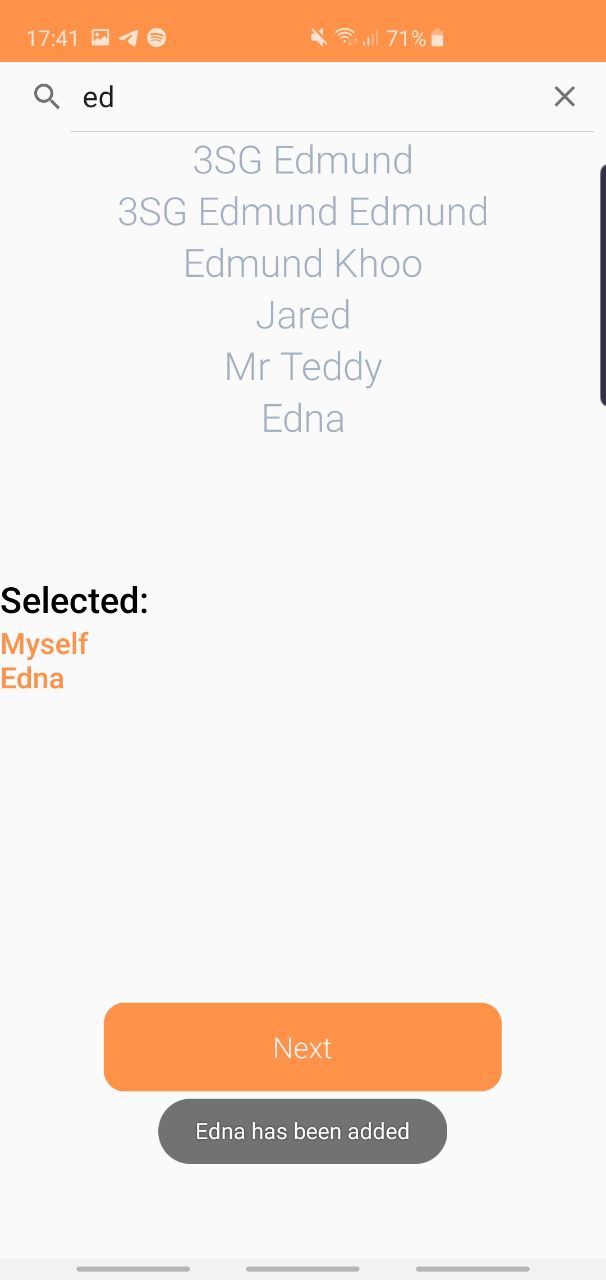 17:41 71%
ed
3SG Edmund
3SG Edmund Edmund
Edmund Khoo
Jared
Mr Teddy
Edna
Selected:
Myself
Edna
Next
Edna has been added